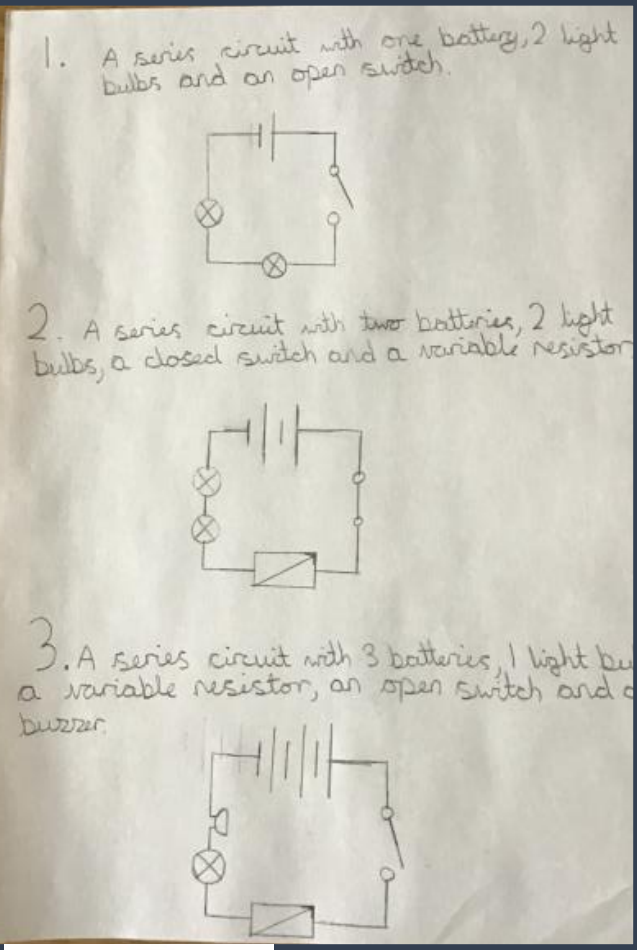 1. A series circuit with one battery, 2 light
bulbs and an open switch.
2. A series circuit with two batteries, 2 light
bulbs, a closed switch and a variable resistor
3. A series circuit with 3 batteries, 1 light bu
a variable resistor, an open switch and a
buzzer.